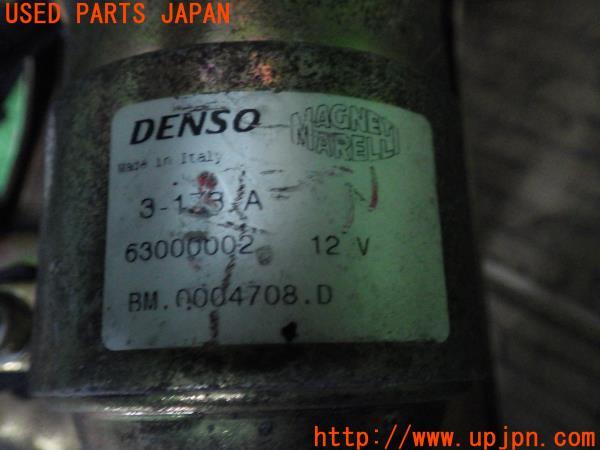 USED PARTS JAPAN
DENSO
MAGNETI MARELLI
Made in Italy
63000002 12 V
BM.0004708.D
http://www.upjpn.com/